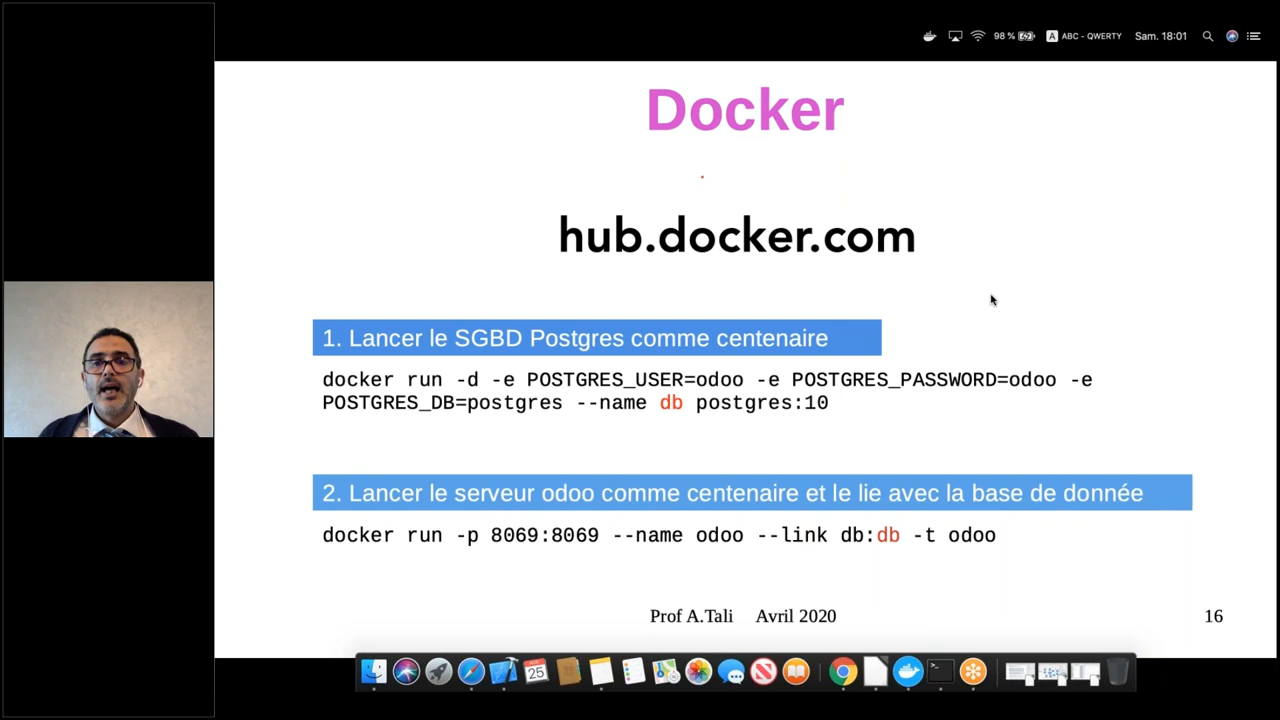 98 % ABC - QWERTY Sam. 18:01
Docker
hub.docker.com
1. Lancer le SGBD Postgres comme centenaire
docker run -d -e POSTGRES_USER=odoo -e POSTGRES_PASSWORD=odoo -e
POSTGRES_DB=postgres --name db postgres:10
2. Lancer le serveur odoo comme centenaire et le lie avec la base de donnée
docker run -p 8069:8069 --name odoo --link db:db -t odoo
Prof A.Tali Avril 2020
16
25